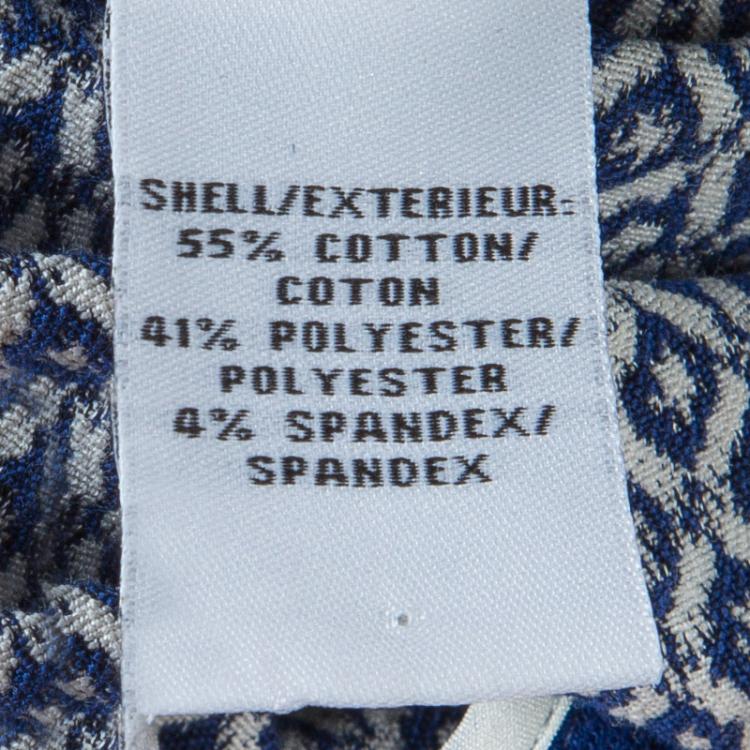 SHELL/EXTERIEUR:
55% COTTON/
COTON
41% POLYESTER/
POLYESTER
4% SPANDEX/
SPANDEX